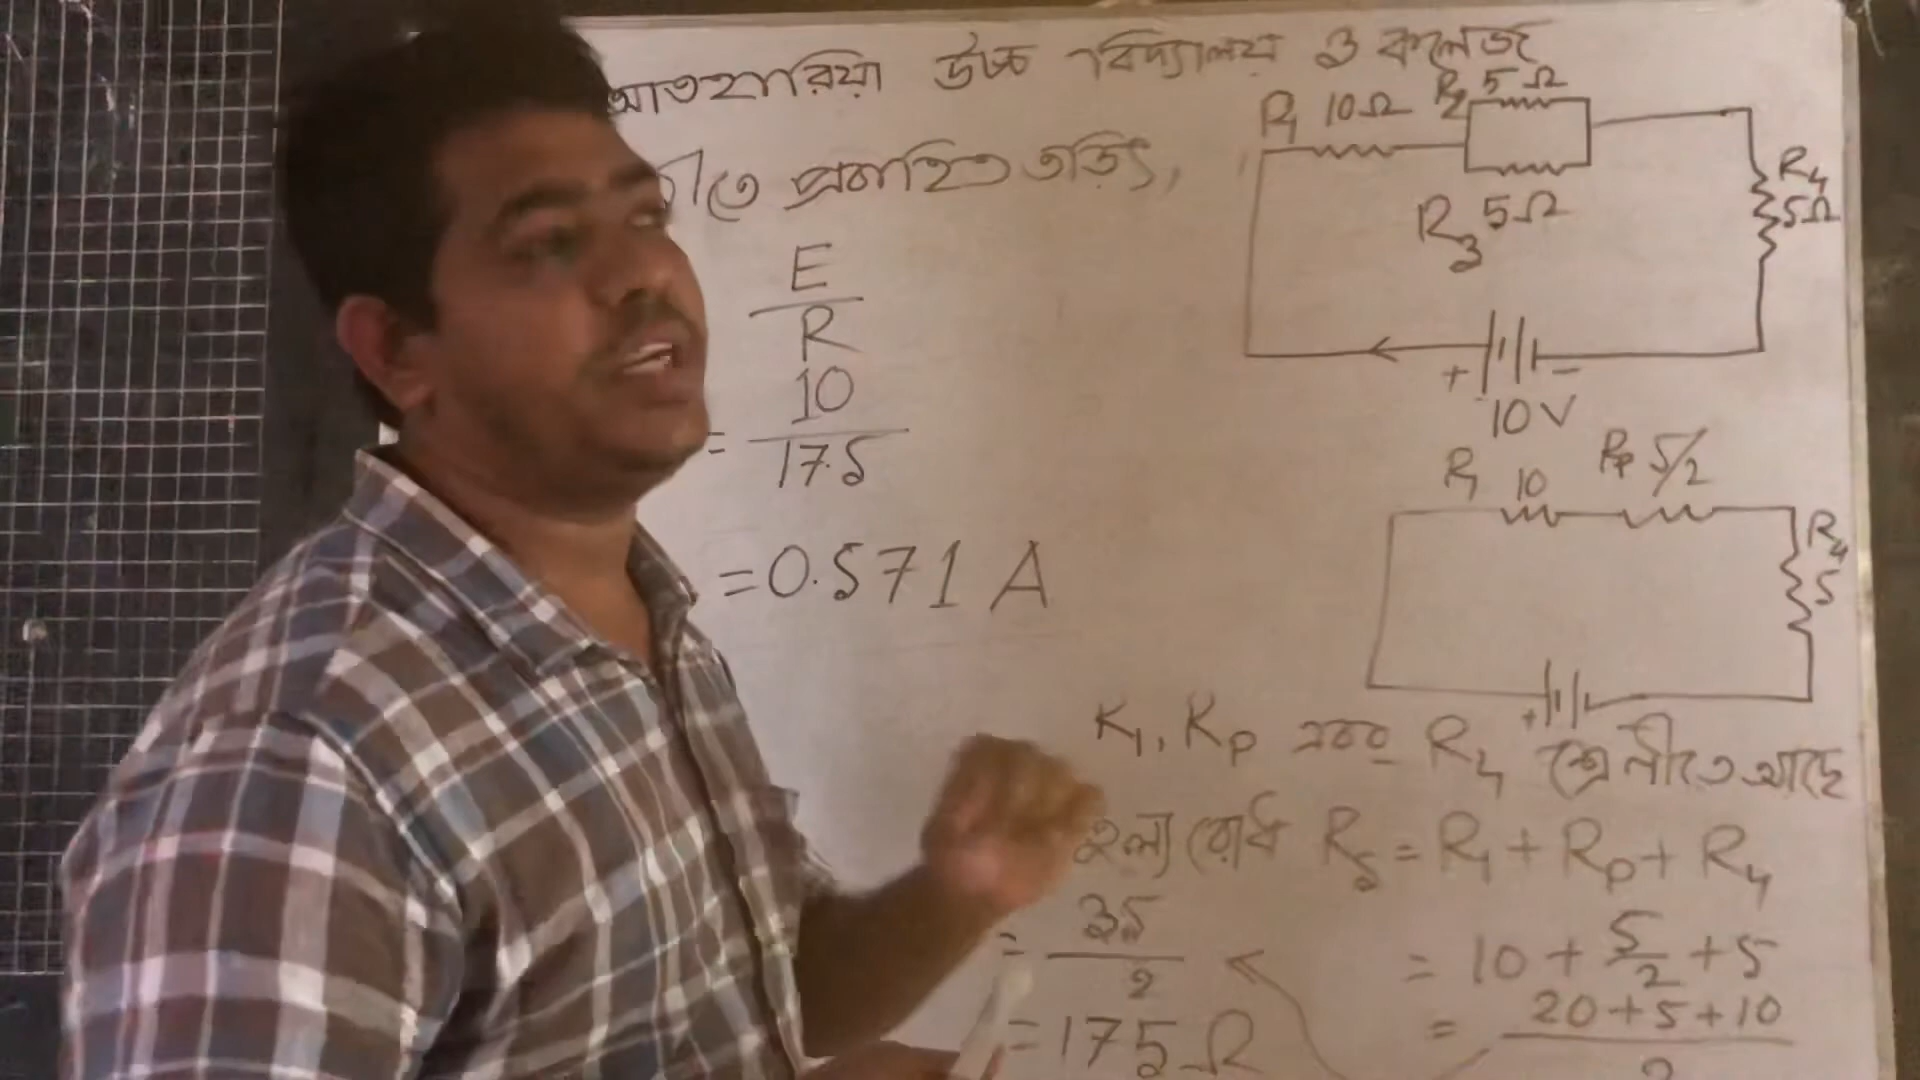 আতহারিয়া উচ্চ বিদ্যালয় ও কলেজ
R1 10Ω R2 5Ω
প্রবাহিত তড়িৎ,
R3 5Ω
R4 5Ω
E
R
10
= 17.5
+ -
10V
= 0.571 A
R1 10 Rp 5/2
R4 5
+
K1, Kp এবং R4 শ্রেণীতে আছে
তুল্য রোধ Rs = R1 + Rp + R4
= 10 + 5/2 + 5
= 20+5+10
2
= 35
2
= 17.5 Ω